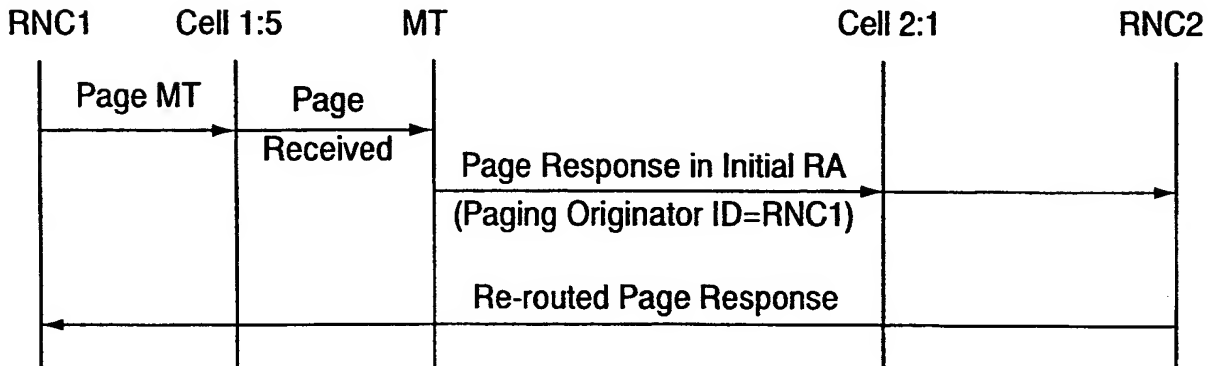 RNC1 Cell 1:5 MT Cell 2:1 RNC2
Page MT
Page
Received
Page Response in Initial RA
(Paging Originator ID=RNC1)
Re-routed Page Response